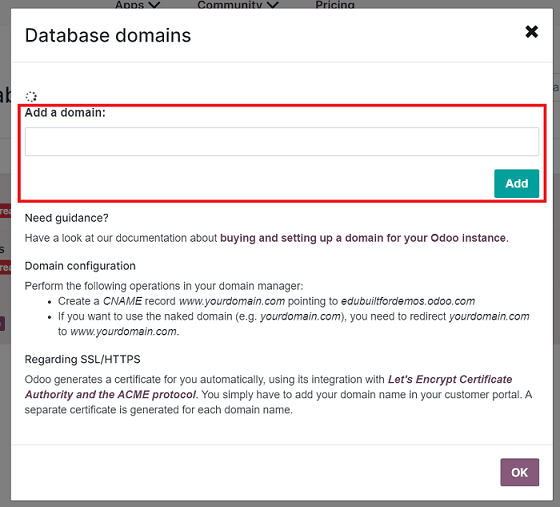 Apps Community Pricing
Database domains
Add a domain:
Add
Need guidance?
Have a look at our documentation about buying and setting up a domain for your Odoo instance.
Domain configuration
Perform the following operations in your domain manager:
• Create a CNAME record www.yourdomain.com pointing to edubuiltfordemos.odoo.com
• If you want to use the naked domain (e.g. yourdomain.com), you need to redirect yourdomain.com
to www.yourdomain.com.
Regarding SSL/HTTPS
Odoo generates a certificate for you automatically, using its integration with Let's Encrypt Certificate
Authority and the ACME protocol. You simply have to add your domain name in your customer portal. A
separate certificate is generated for each domain name.
OK